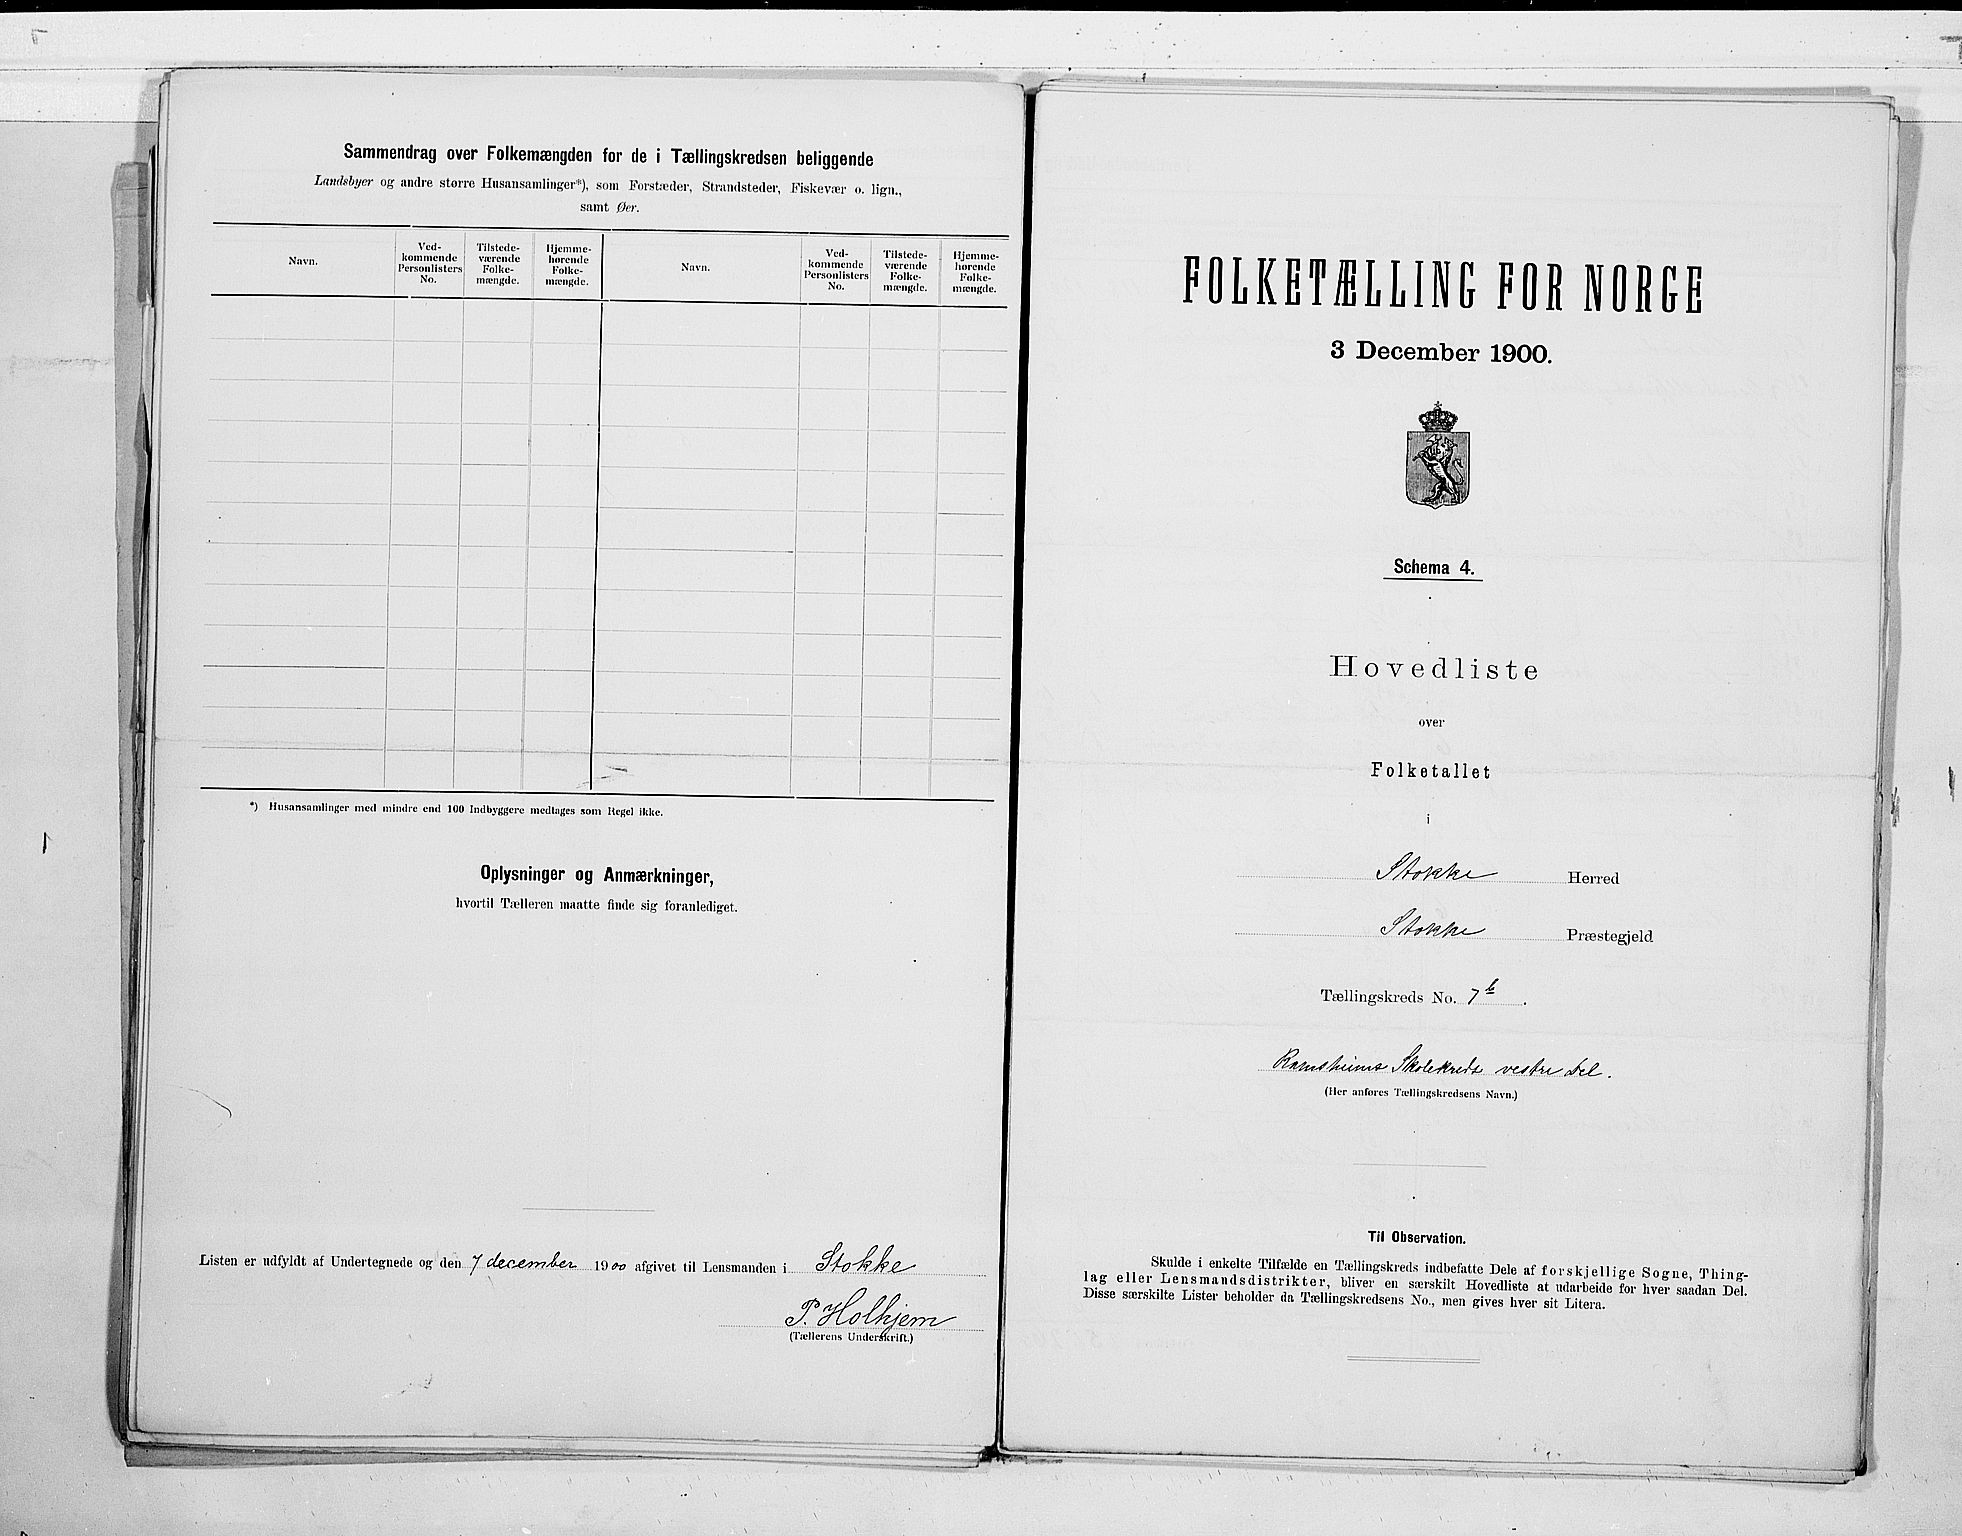 Sammendrag over Folkemængden for de i Tællingskredsen beliggende
Landsbyer og andre større Husansamlinger*), som Forstæder, Strandsteder, Fiskevær o. lign.,
samt Øer.
Navn.
Ved-
kommende
Personlisters
No.
Tilstede-
værende
Folke-
mængde.
Hjemme-
hørende
Folke-
mængde.
Navn.
Ved-
kommende
Personlisters
No.
Tilstede-
værende
Folke-
mængde.
Hjemme-
hørende
Folke-
mængde.
*) Husansamlinger med mindre end 100 Indbyggere medtages som Regel ikke.
Oplysninger og Anmærkninger,
hvortil Tælleren maatte finde sig foranlediget.
Listen er udfyldt af Undertegnede og den 7 december 1900 afgivet til Lensmanden i Stokke
P. Holhjem
(Tællerens Underskrift.)
FOLKETÆLLING FOR NORGE
3 December 1900.
Schema 4.
Hovedliste
over
Folketallet
i
Stokke Herred
Stokke Præstegjeld
Tællingskreds No. 7b.
Skolekreds vestre del.
(Her anføres Tællingskredsens Navn.)
Til Observation.
Skulde i enkelte Tilfælde en Tællingskreds indbefatte Dele af forskjellige Sogne, Thing-
lag eller Lensmandsdistrikter, bliver en særskilt Hovedliste at udarbeide for hver saadan Del.
Disse særskilte Lister beholder da Tællingskredsens No., men gives hver sit Litera.